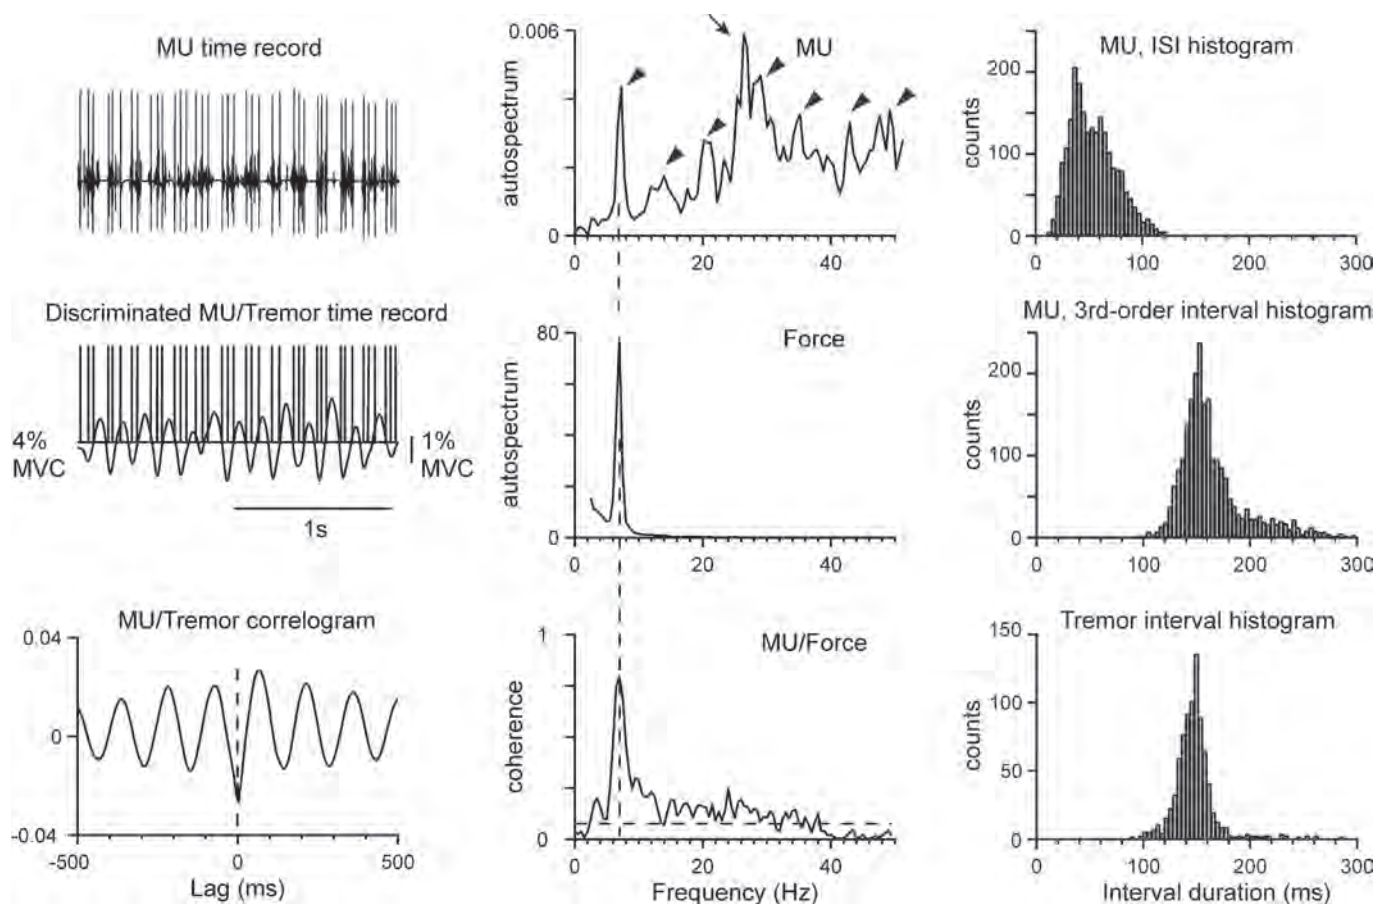 MU time record
Discriminated MU/Tremor time record
4%
MVC
1%
MVC
1s
MU/Tremor correlogram
0.04
0
-0.04
-500
0
500
Lag (ms)
0.006
MU
autospectrum
0
0
20
40
80
Force
autospectrum
0
0
20
40
1
MU/Force
coherence
0
0
20
40
Frequency (Hz)
MU, ISI histogram
200
counts
100
0
0
100
200
300
MU, 3rd-order interval histogram
200
counts
100
0
0
100
200
300
Tremor interval histogram
150
100
counts
50
0
0
100
200
300
Interval duration (ms)